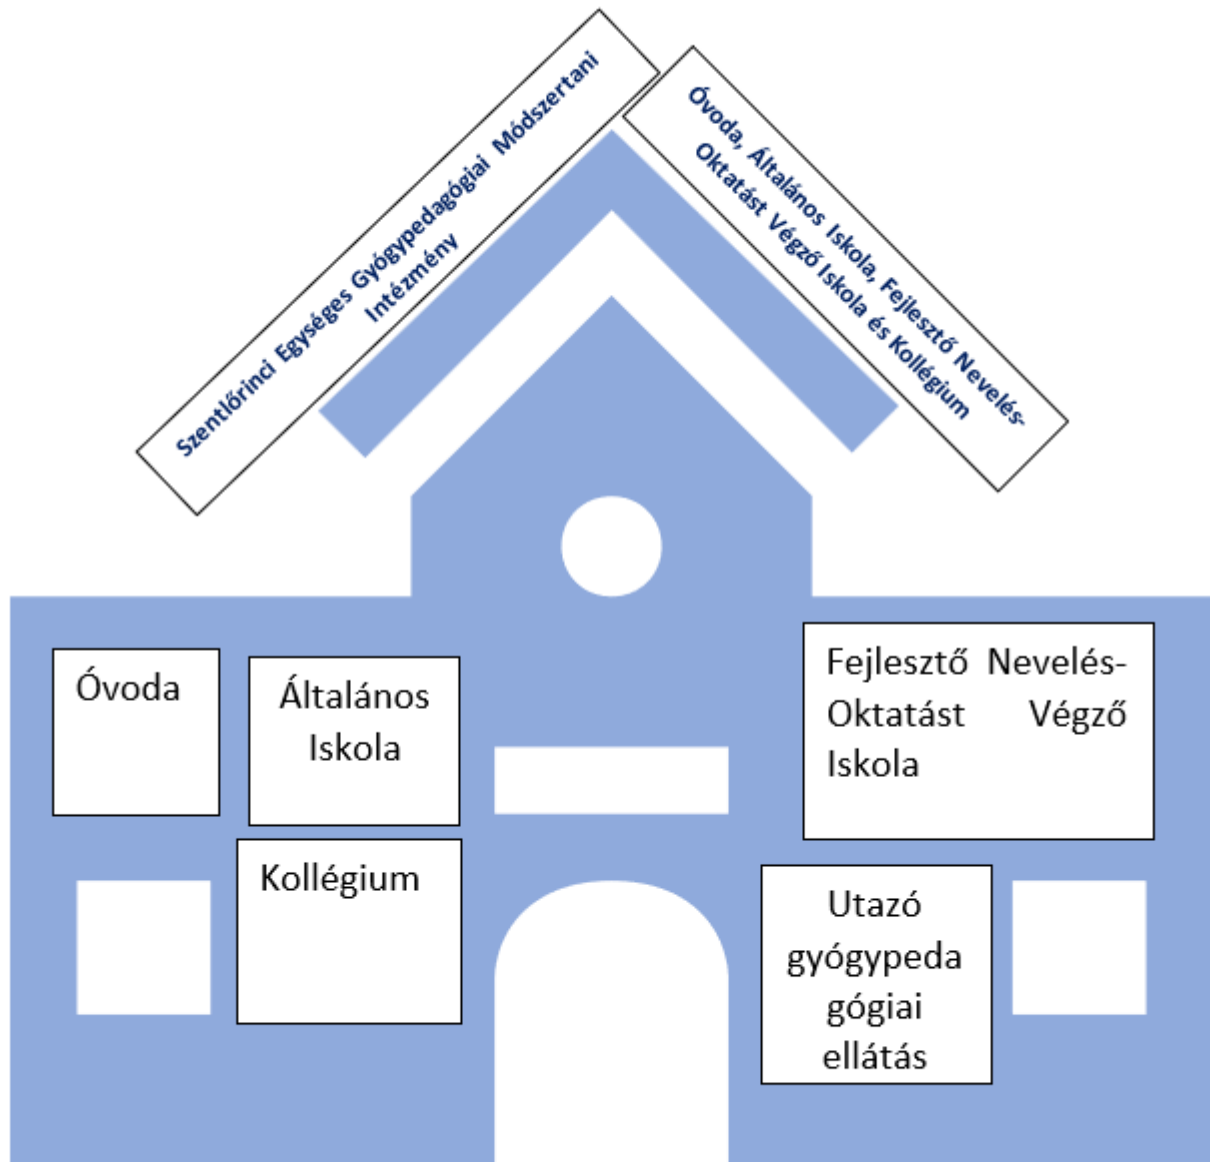 Szentlőrinci Egységes Gyógypedagógiai Módszertani
Intézmény
Óvoda, Általános Iskola, Fejlesztő Nevelés-
Oktatást Végző Iskola és Kollégium
Óvoda
Általános
Iskola
Fejlesztő Nevelés-
Oktatást Végző
Iskola
Kollégium
Utazó
gyógypeda
gógiai
ellátás